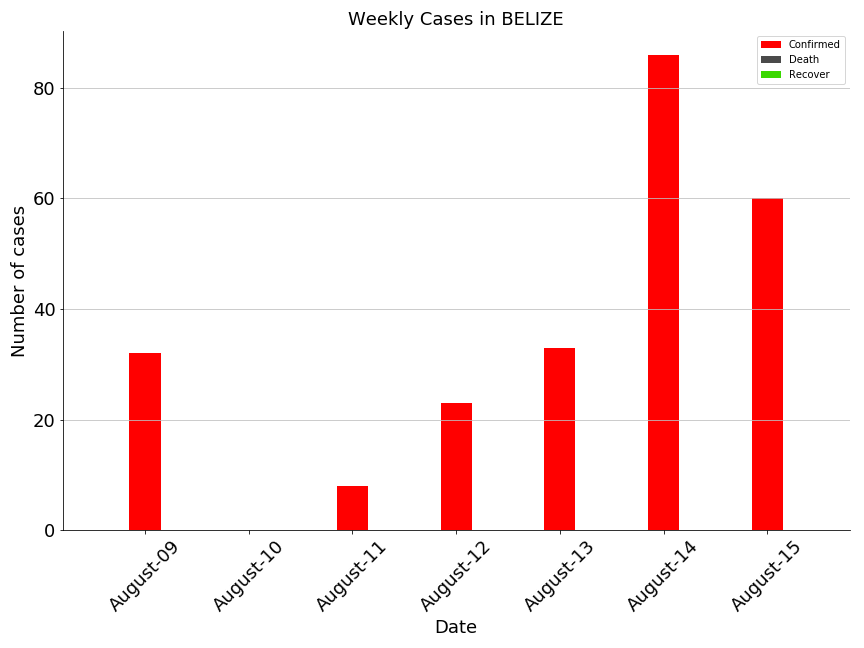 Weekly Cases in BELIZE
Confirmed
Death
Recover
Number of cases
80
60
40
20
0
August-09
August-10
August-11
August-12
August-13
August-14
August-15
Date